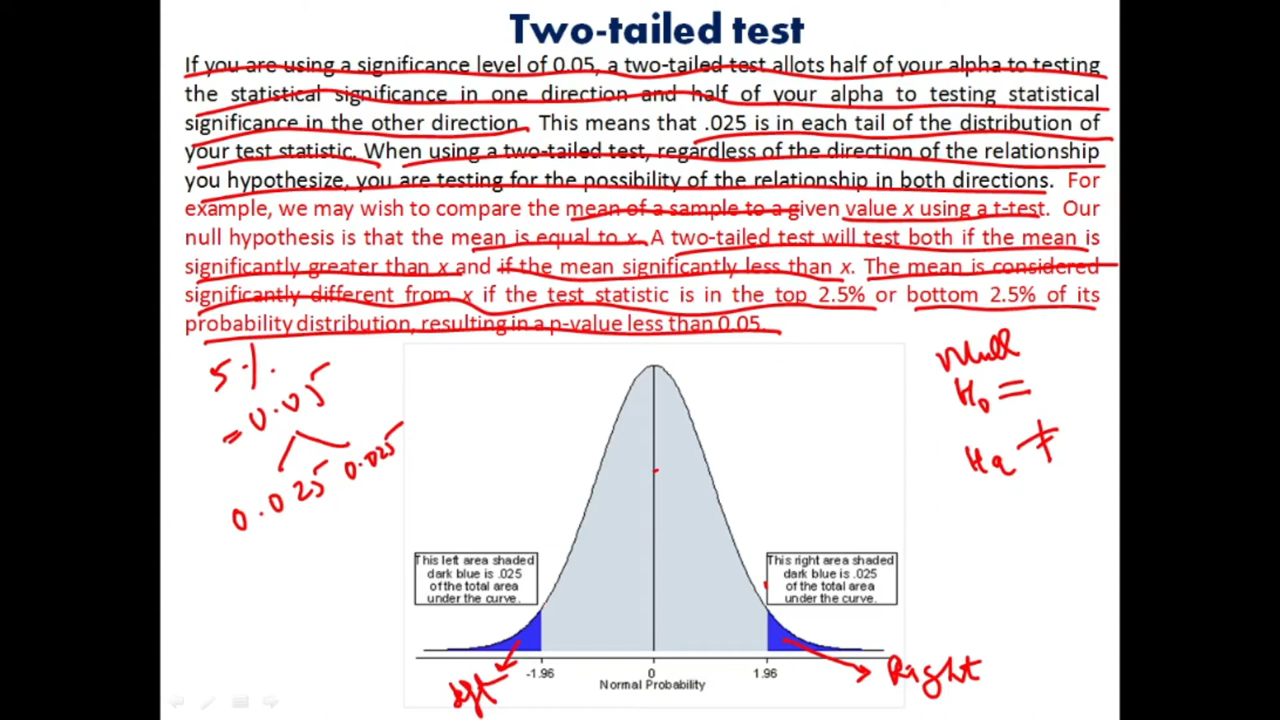 Two-tailed test
If you are using a significance level of 0.05, a two-tailed test allots half of your alpha to testing
the statistical significance in one direction and half of your alpha to testing statistical
significance in the other direction. This means that .025 is in each tail of the distribution of
your test statistic. When using a two-tailed test, regardless of the direction of the relationship
you hypothesize, you are testing for the possibility of the relationship in both directions. For
example, we may wish to compare the mean of a sample to a given value x using a t-test. Our
null hypothesis is that the mean is equal to x. A two-tailed test will test both if the mean is
significantly greater than x and if the mean significantly less than x. The mean is considered
significantly different from x if the test statistic is in the top 2.5% or bottom 2.5% of its
probability distribution, resulting in a p-value less than 0.05.
5%
= 0.05
0.025 0.025
Null
H0 =
Ha ≠
This left area shaded
dark blue is .025
of the total area
under the curve.
This right area shaded
dark blue is .025
of the total area
under the curve.
-1.96 0 1.96
Normal Probability
left
Right